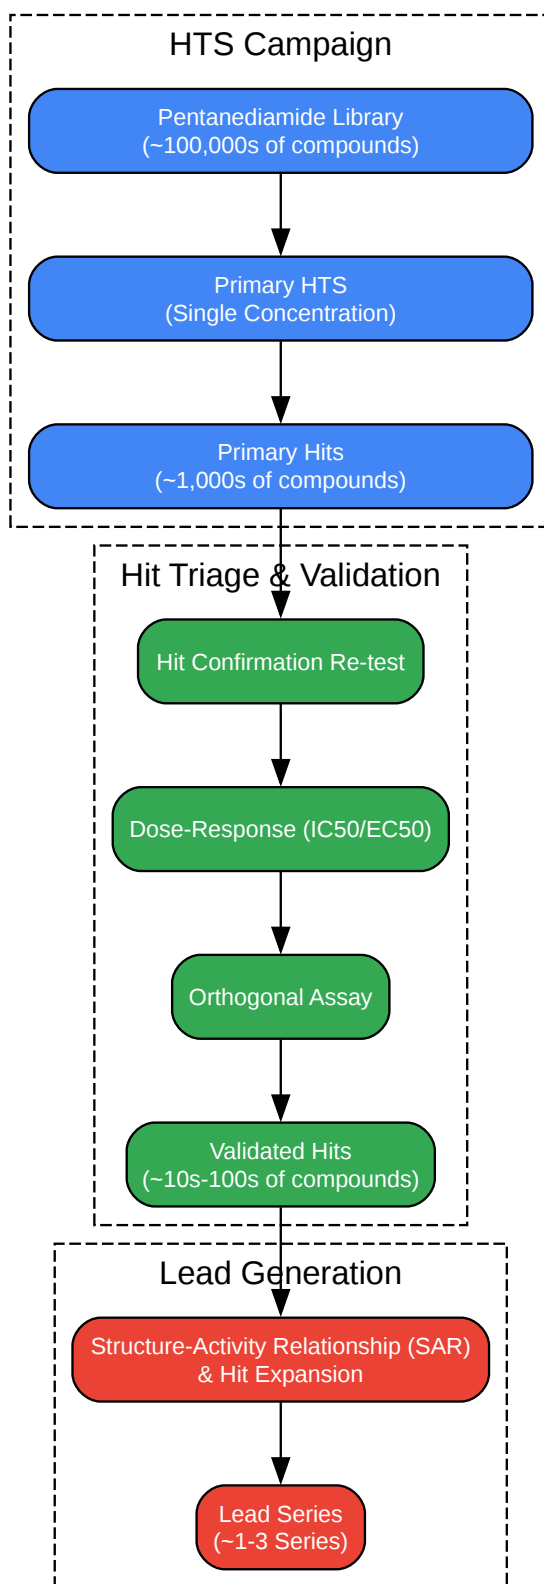 HTS Campaign
Pentanediamide Library
(~100,000s of compounds)
Primary HTS
(Single Concentration)
Primary Hits
(~1,000s of compounds)
Hit Triage & Validation
Hit Confirmation Re-test
Dose-Response (IC50/EC50)
Orthogonal Assay
Validated Hits
(~10s-100s of compounds)
Lead Generation
Structure-Activity Relationship (SAR)
& Hit Expansion
Lead Series
(~1-3 Series)